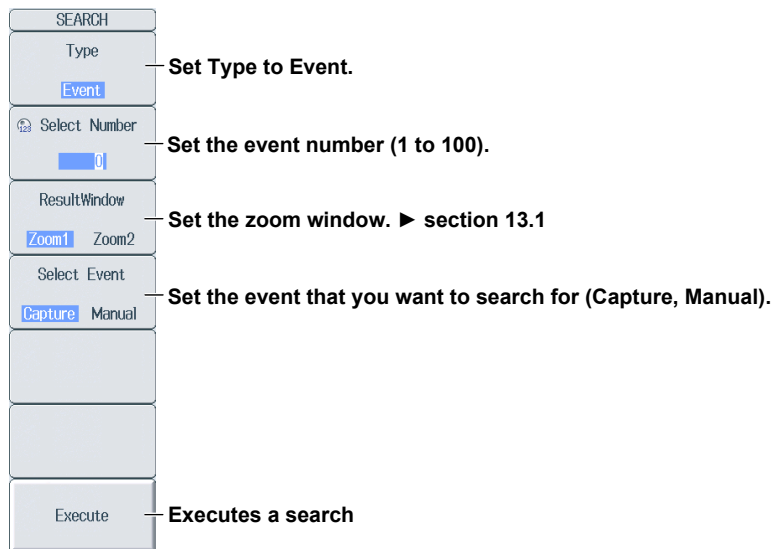 SEARCH
Type
Event
Set Type to Event.
Select Number
0
Set the event number (1 to 100).
ResultWindow
Zoom1 Zoom2
Set the zoom window. ► section 13.1
Select Event
Capture Manual
Set the event that you want to search for (Capture, Manual).
Execute
Executes a search